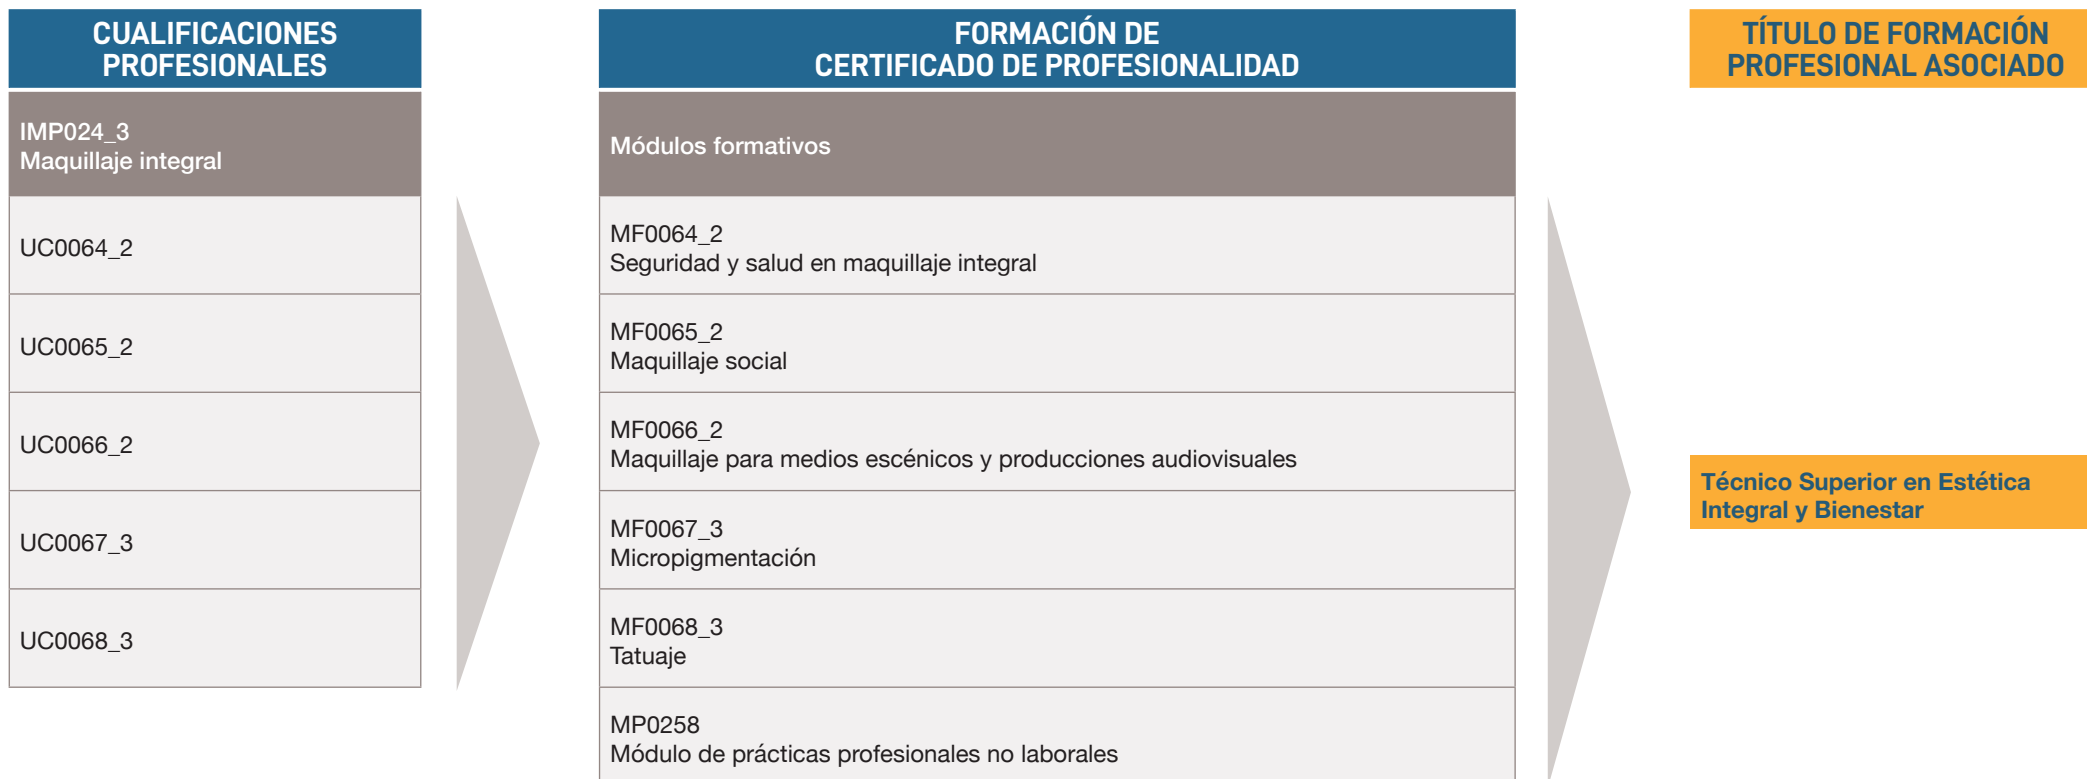 CUALIFICACIONES
PROFESIONALES
IMP024_3
Maquillaje integral
UC0064_2
UC0065_2
UC0066_2
UC0067_3
UC0068_3
FORMACIÓN DE
CERTIFICADO DE PROFESIONALIDAD
Módulos formativos
MF0064_2
Seguridad y salud en maquillaje integral
MF0065_2
Maquillaje social
MF0066_2
Maquillaje para medios escénicos y producciones audiovisuales
MF0067_3
Micropigmentación
MF0068_3
Tatuaje
MP0258
Módulo de prácticas profesionales no laborales
TÍTULO DE FORMACIÓN
PROFESIONAL ASOCIADO
Técnico Superior en Estética
Integral y Bienestar